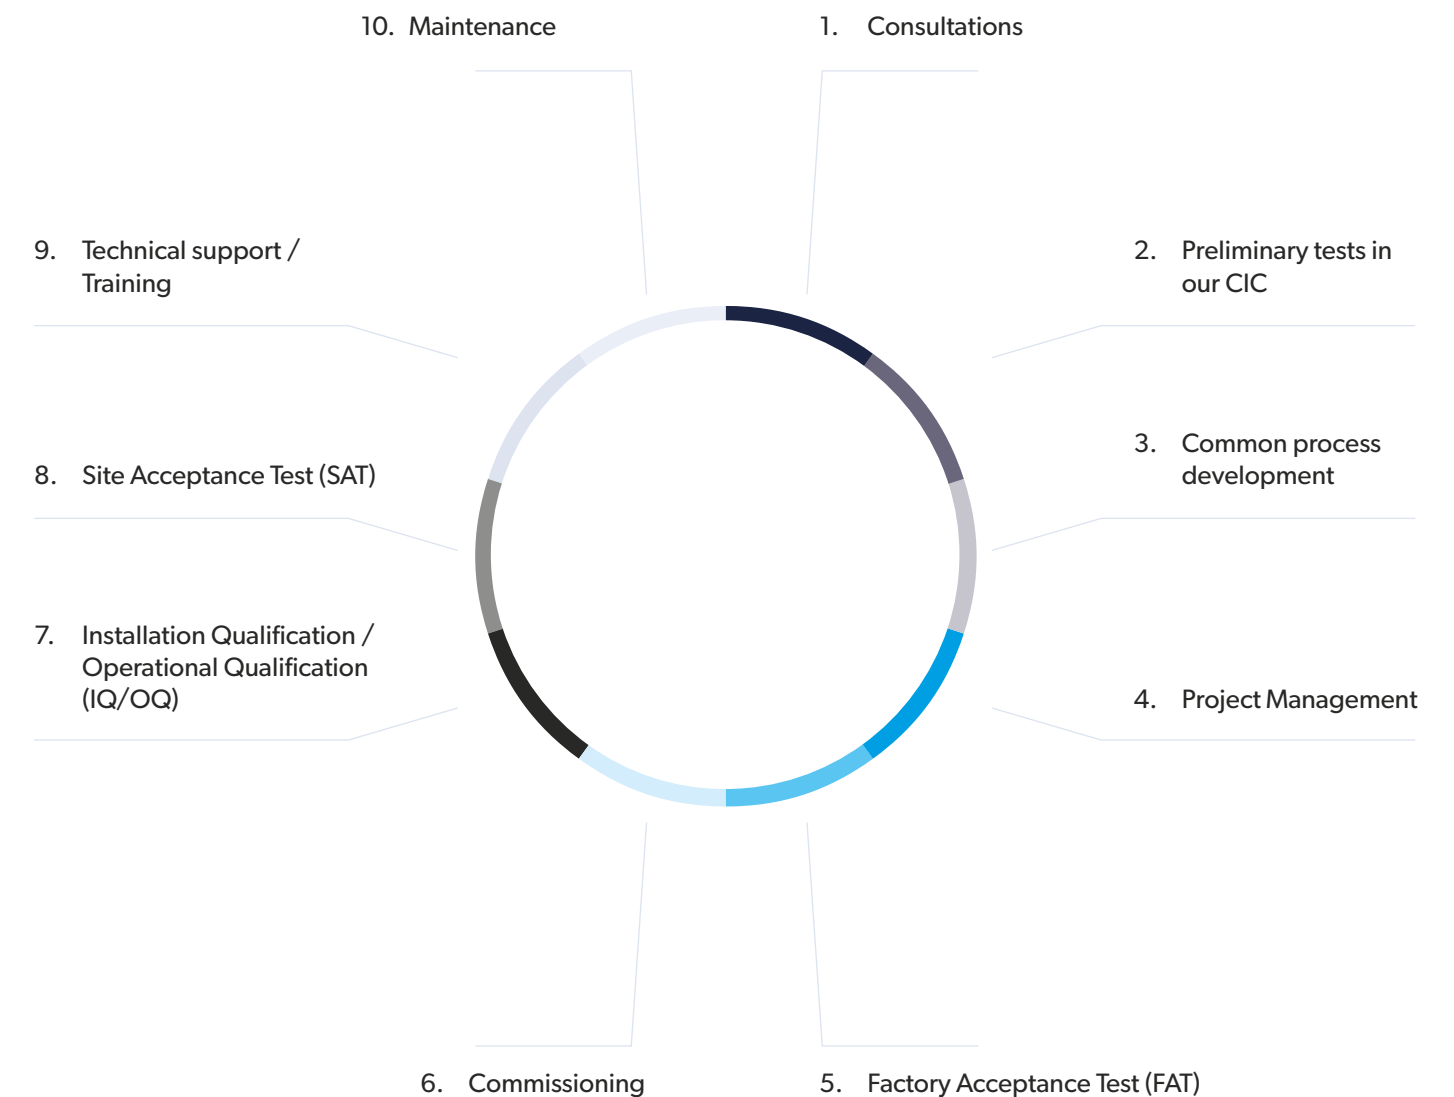 10. Maintenance
1. Consultations
9. Technical support /
Training
2. Preliminary tests in
our CIC
3. Common process
development
8. Site Acceptance Test (SAT)
7. Installation Qualification /
Operational Qualification
(IQ/OQ)
4. Project Management
6. Commissioning
5. Factory Acceptance Test (FAT)